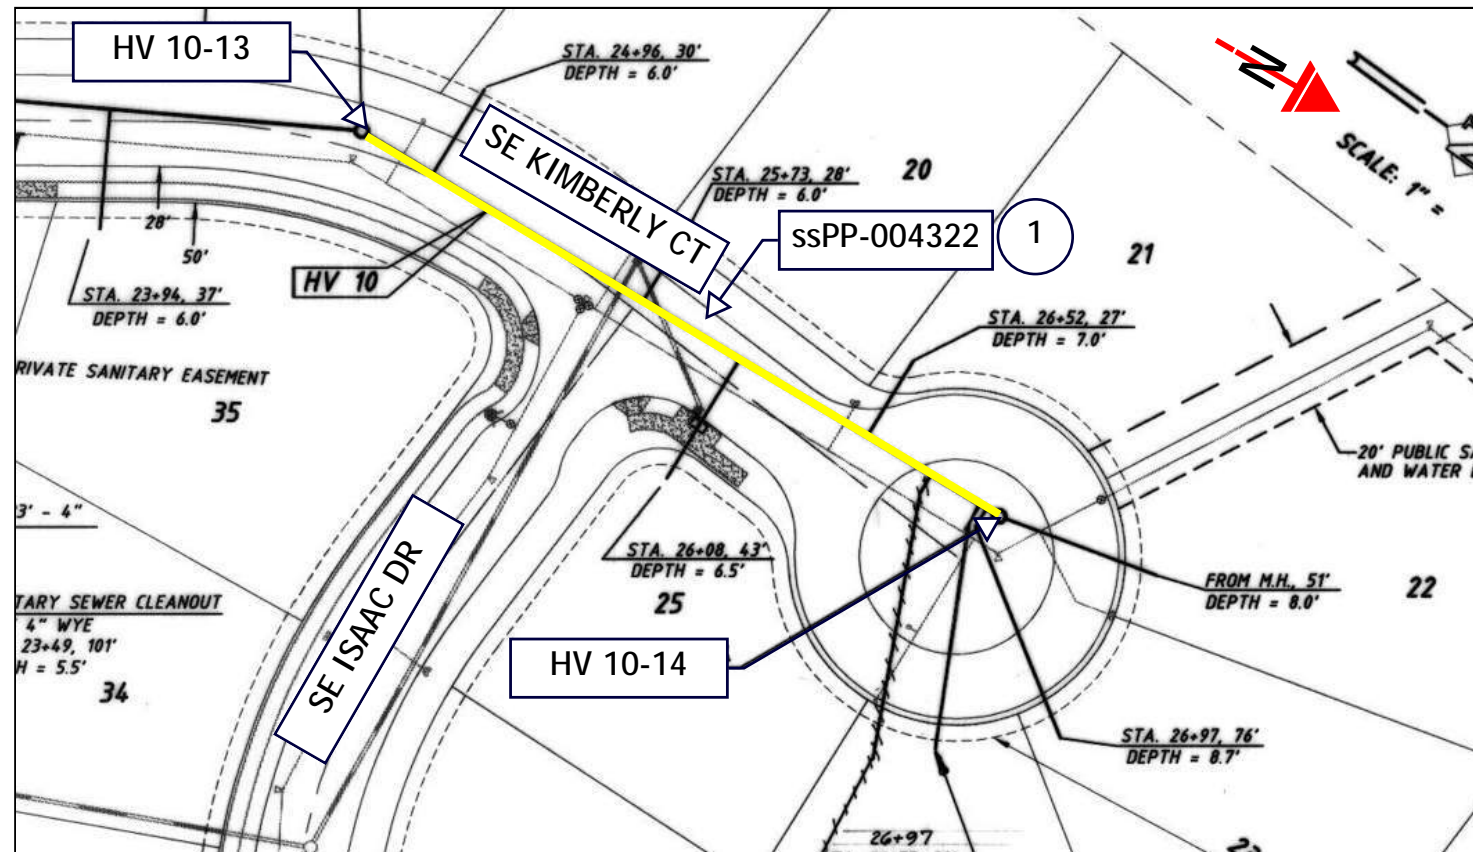 HV 10-13
STA. 24+96, 30'
DEPTH = 6.0'
N
SCALE: 1" =
SE KIMBERLY CT
STA. 25+73, 28'
DEPTH = 6.0'
20
ssPP-004322
1
21
28'
50'
HV 10
STA. 23+94, 37'
DEPTH = 6.0'
STA. 26+52, 27'
DEPTH = 7.0'
RIVATE SANITARY EASEMENT
35
20' PUBLIC S
AND WATER
3' - 4"
SE ISAAC DR
STA. 26+08, 43'
DEPTH = 6.5'
25
FROM M.H., 51'
DEPTH = 8.0'
22
TARY SEWER CLEANOUT
4" WYE
23+49, 101'
H = 5.5'
34
HV 10-14
STA. 26+97, 76'
DEPTH = 8.7'
26+97